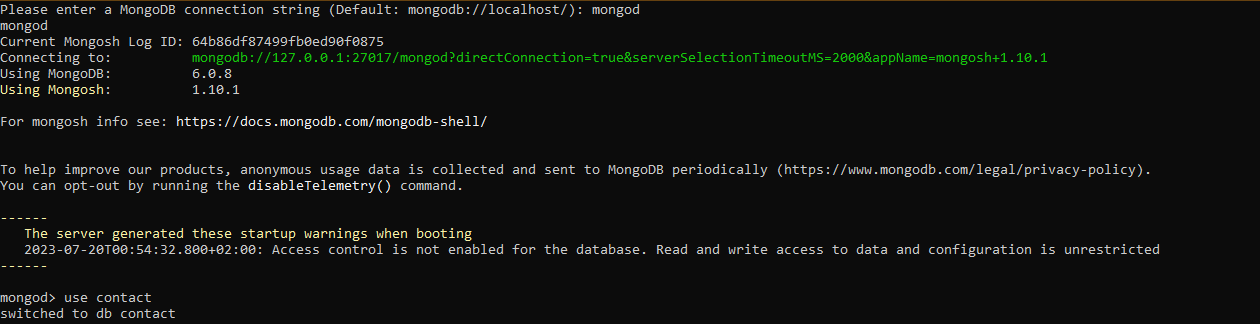 Please enter a MongoDB connection string (Default: mongodb://localhost/): mongod
mongod
Current Mongosh Log ID: 64b86df87499fb0ed90f0875
Connecting to:          mongodb://127.0.0.1:27017/mongod?directConnection=true&serverSelectionTimeoutMS=2000&appName=mongosh+1.10.1
Using MongoDB:          6.0.8
Using Mongosh:          1.10.1
For mongosh info see: https://docs.mongodb.com/mongodb-shell/
To help improve our products, anonymous usage data is collected and sent to MongoDB periodically (https://www.mongodb.com/legal/privacy-policy).
You can opt-out by running the disableTelemetry() command.
------
   The server generated these startup warnings when booting
   2023-07-20T00:54:32.800+02:00: Access control is not enabled for the database. Read and write access to data and configuration is unrestricted
------
mongod> use contact
switched to db contact